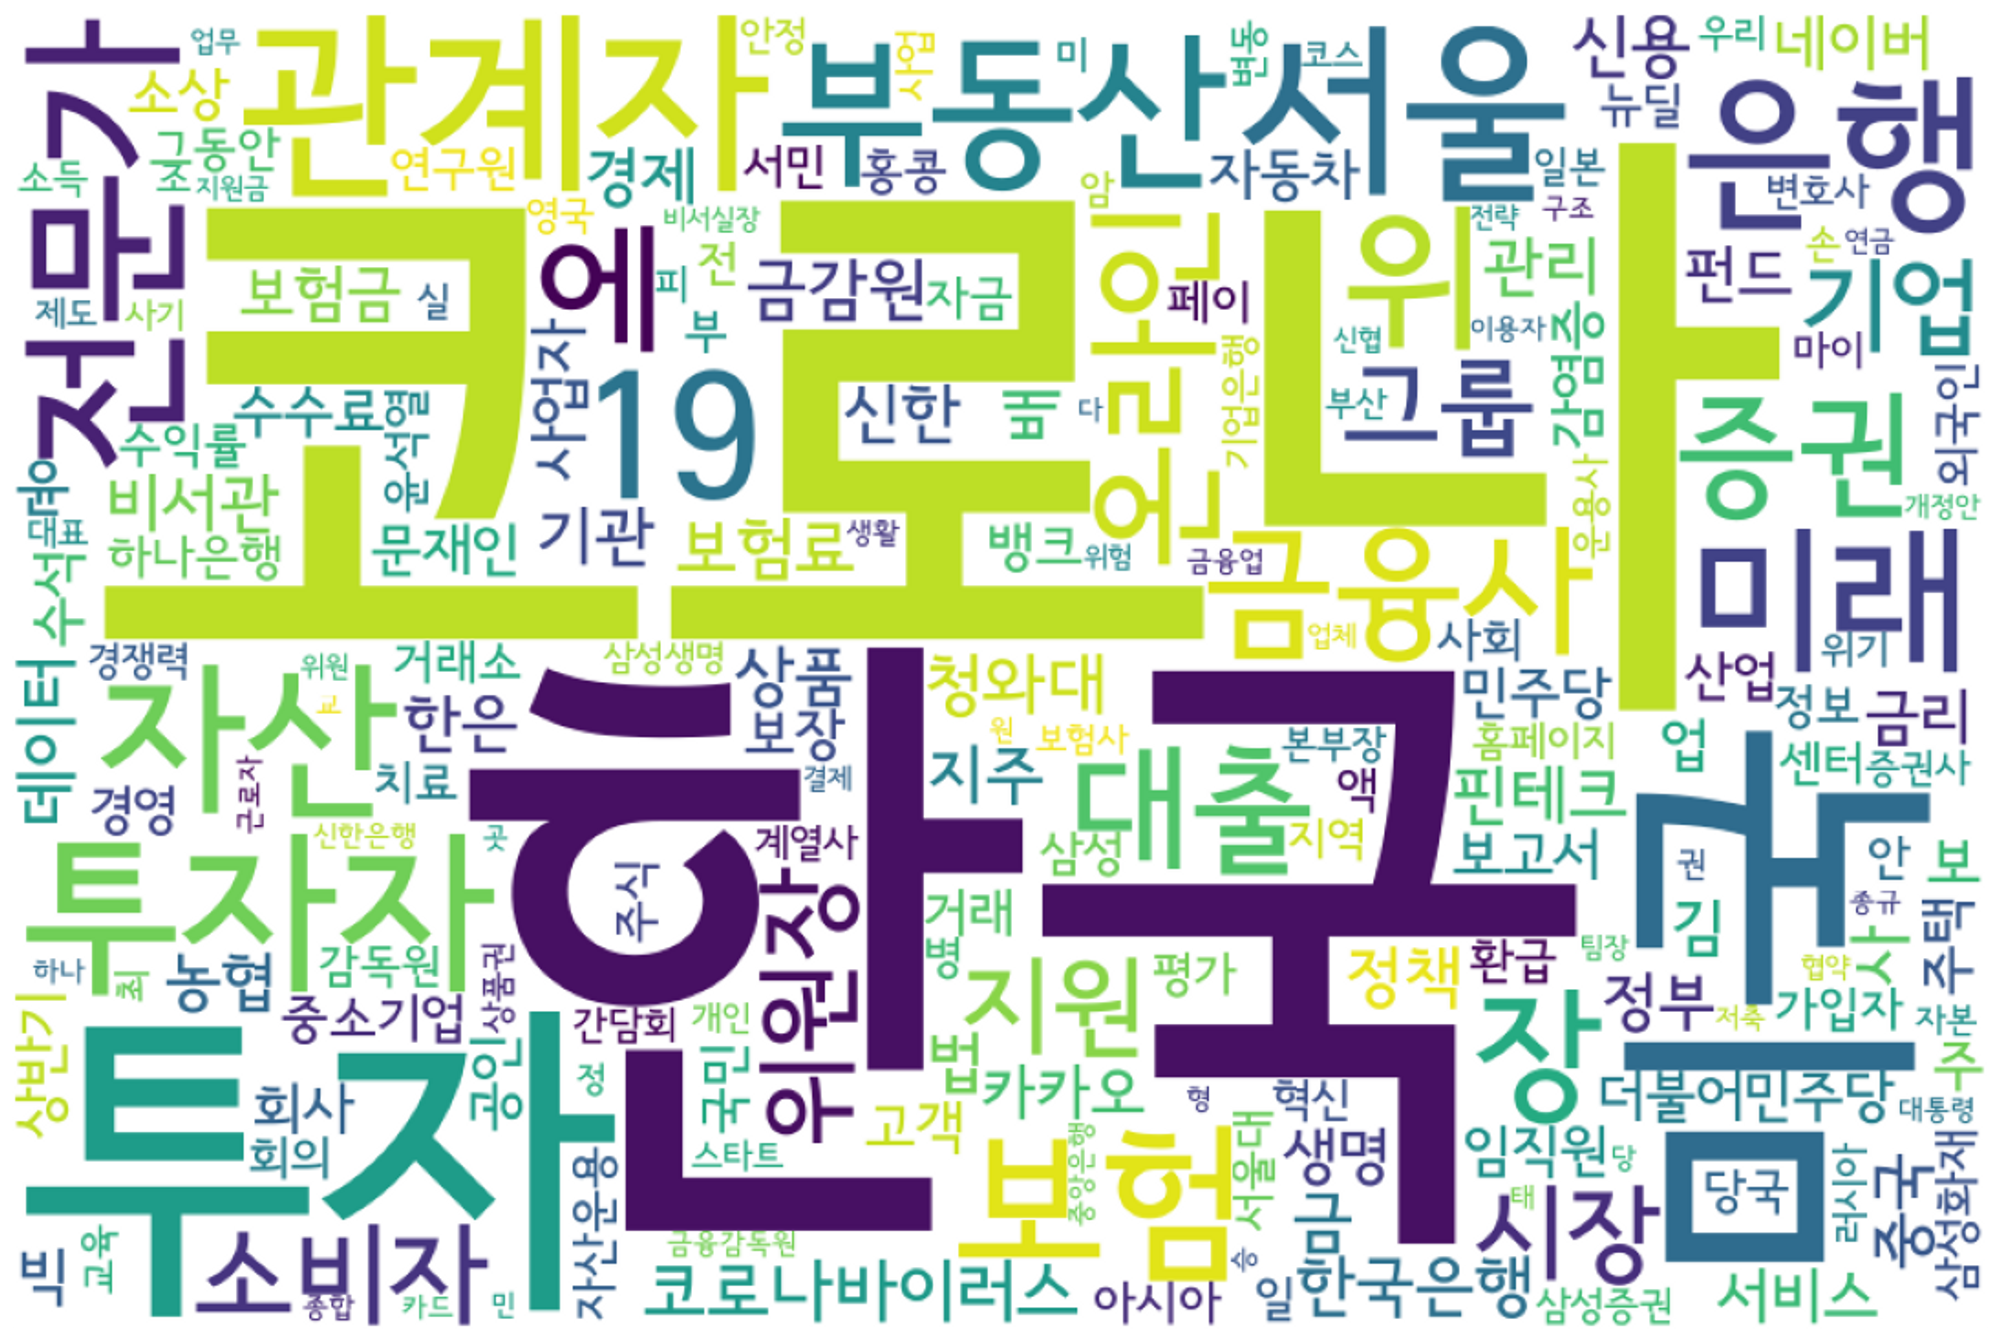 업무
관계자
안정
부동산
사업
미
변동
코스
서울
신용
우리
네이버
전문가
소상
뉴딜
은행
그동안
소득
조
지원금
연구원
경제
서민
홍콩
암
자동차
일본
변호사
영국
비서실장
전략
구조
손
연금
코로나
보험금
실
올
피
전
금감원
자금
온라인
페이
위
관리
펀드
기업
제도
사기
부
신협
이용자
감염증
마이
사업자
19
신한
배
다
기업은행
부산
그룹
증권
외국인
수수료
윤석열
수익률
비서관
대표
하나은행
문재인
기관
보험료
생활
뱅크
위험
금융업
금융사
운용사
개정안
미래
수석
경쟁력
위원
거래소
삼성생명
상품
청와대
업체
사회
민주당
산업
위기
데이터
자산
교
한은
한국
보장
원
보험사
본부장
홈페이지
업
정보
금리
경영
근로자
치료
결제
지주
대출
액
핀테크
센터
증권사
투자자
신한은행
곳
주식
계열사
삼성
지역
보고서
미국
권
안
보
위원장
거래
김
종규
하나
최
농협
감독원
상품권
병
지원
평가
정책
환급
팀장
협약
사
주택
상반기
중소기업
간담회
개인
장
정부
저축
가입자
자본
투자
회사
회의
공인
정
국민
스타트
법
카카오
고객
형
혁신
더불어민주당
주
대통령
보험
중앙은행
서울대
생명
임직원
당
당국
러시아
중국
삼성화재
빅
교육
소비자
종합
카드
민
자산운용
금융감독원
코로나바이러스
아시아
승
금
일
한국은행
태
시장
삼성증권
서비스